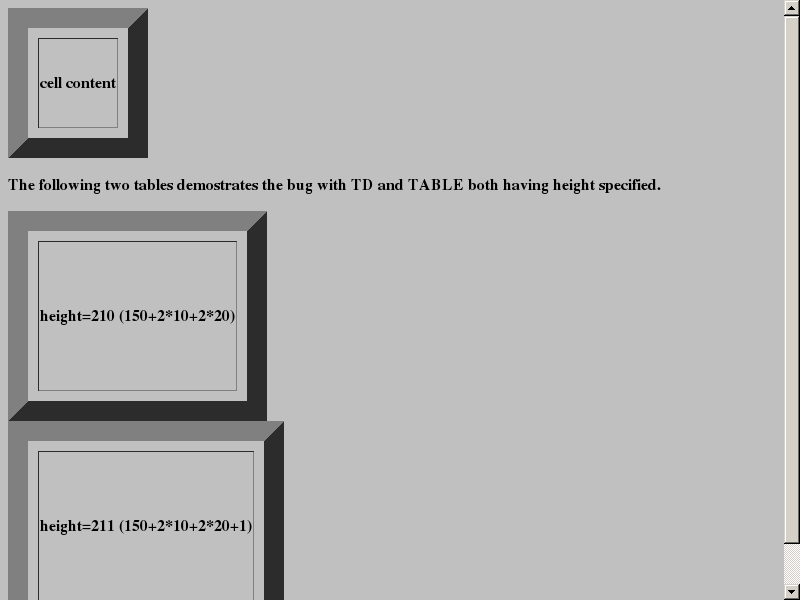 cell content
The following two tables demostrates the bug with TD and TABLE both having height specified.
height=210 (150+2*10+2*20)
height=211 (150+2*10+2*20+1)